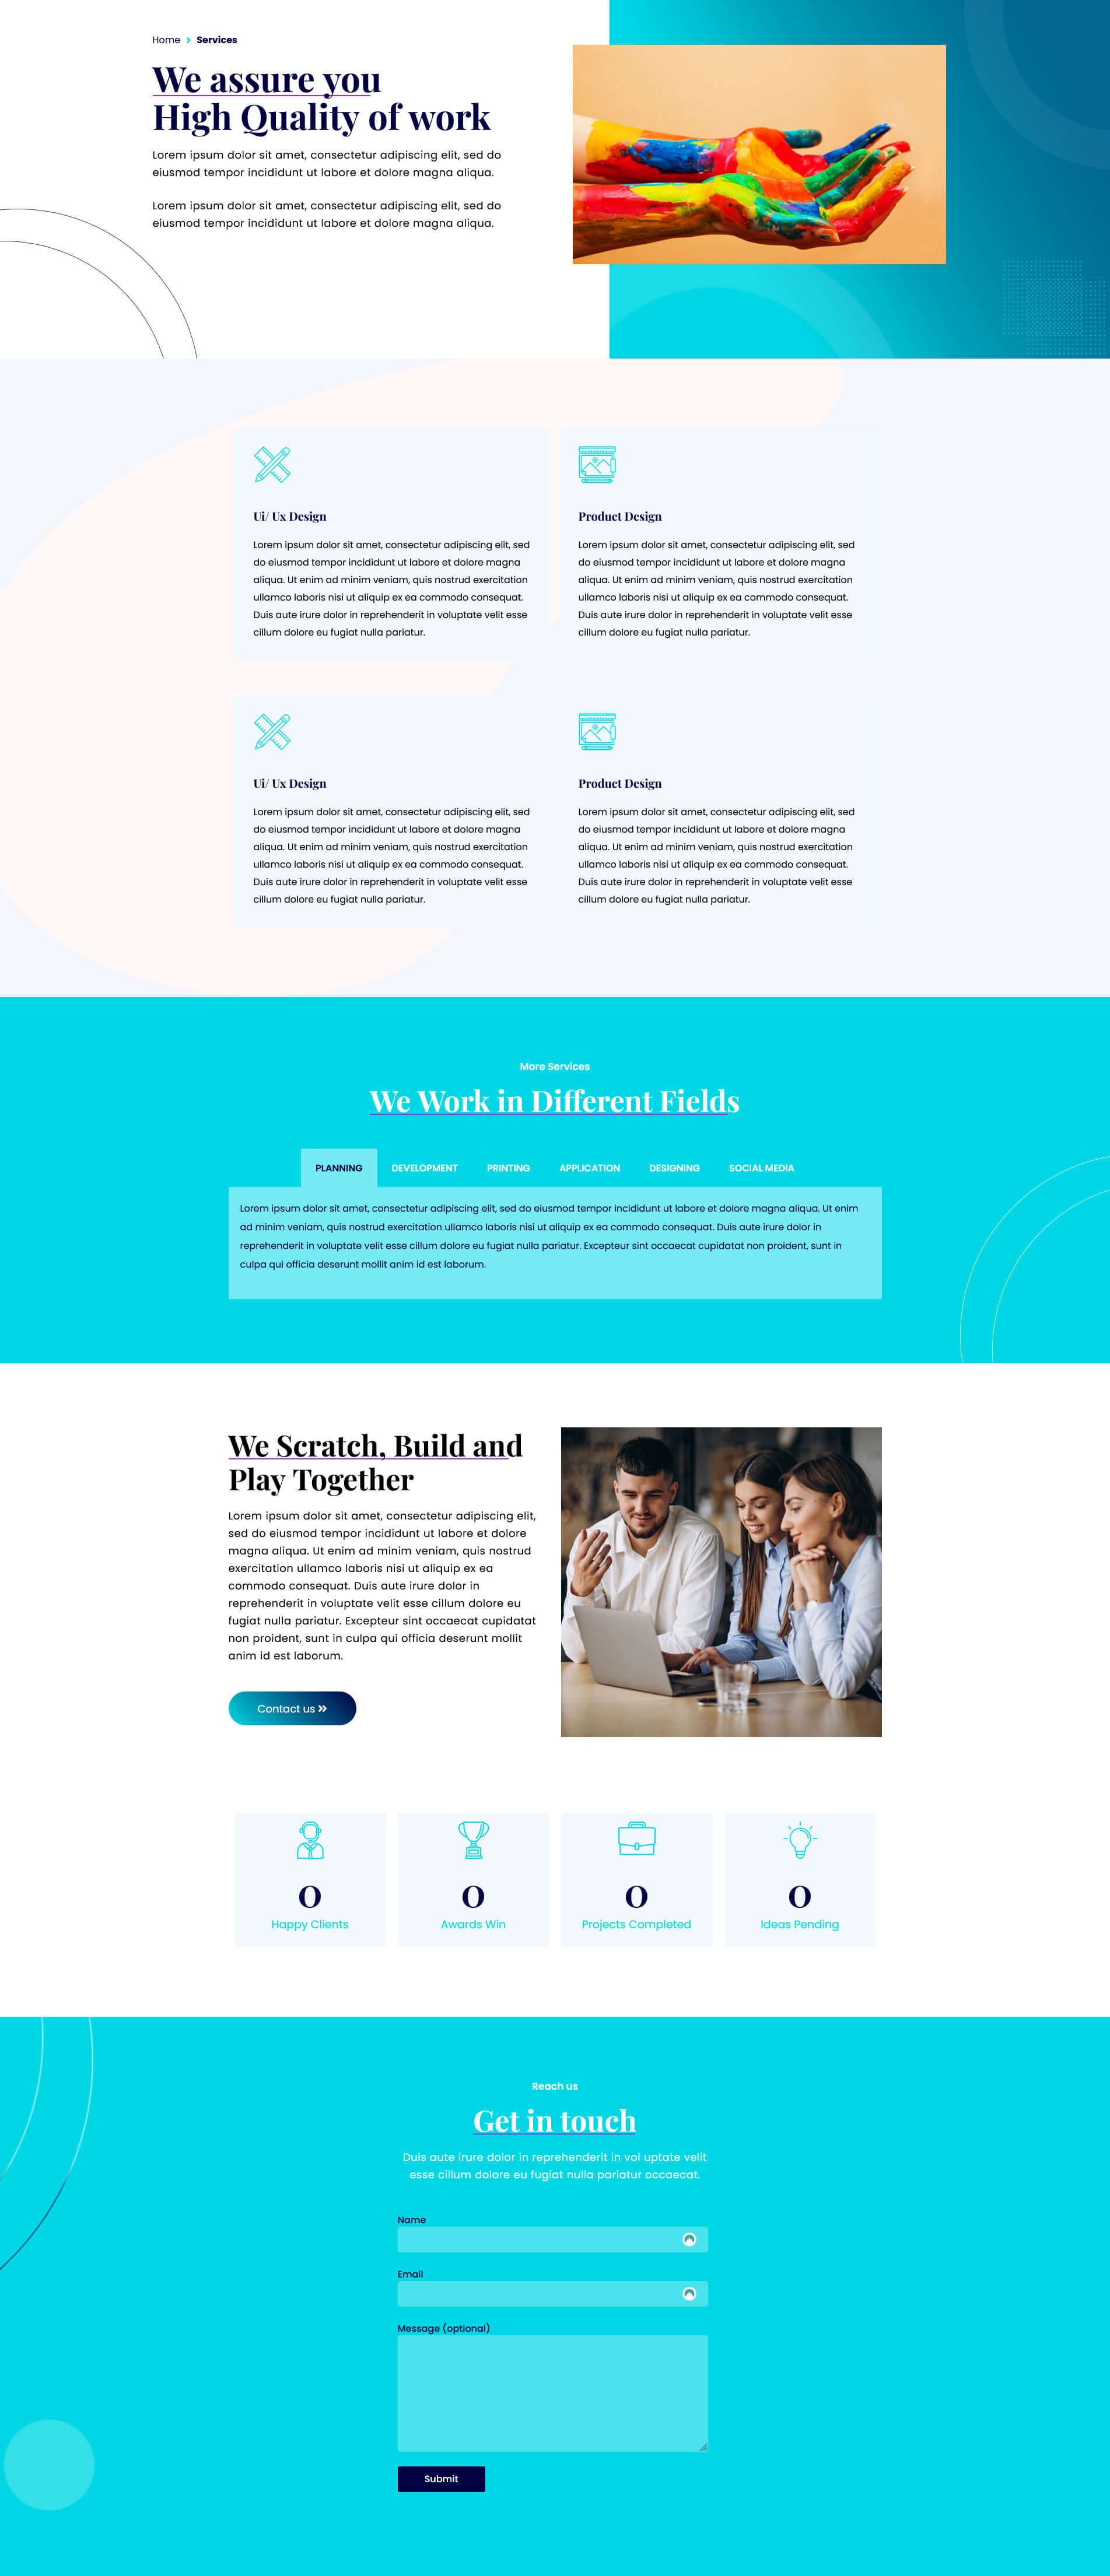 Home > Services
We assure you
High Quality of work
Lorem ipsum dolor sit amet, consectetur adipiscing elit, sed do
eiusmod tempor incididunt ut labore et dolore magna aliqua.
Lorem ipsum dolor sit amet, consectetur adipiscing elit, sed do
eiusmod tempor incididunt ut labore et dolore magna aliqua.
Ui/ Ux Design
Lorem ipsum dolor sit amet, consectetur adipiscing elit, sed
do eiusmod tempor incididunt ut labore et dolore magna
aliqua. Ut enim ad minim veniam, quis nostrud exercitation
ullamco laboris nisi ut aliquip ex ea commodo consequat.
Duis aute irure dolor in reprehenderit in voluptate velit esse
cillum dolore eu fugiat nulla pariatur.
Product Design
Lorem ipsum dolor sit amet, consectetur adipiscing elit, sed
do eiusmod tempor incididunt ut labore et dolore magna
aliqua. Ut enim ad minim veniam, quis nostrud exercitation
ullamco laboris nisi ut aliquip ex ea commodo consequat.
Duis aute irure dolor in reprehenderit in voluptate velit esse
cillum dolore eu fugiat nulla pariatur.
Ui/ Ux Design
Lorem ipsum dolor sit amet, consectetur adipiscing elit, sed
do eiusmod tempor incididunt ut labore et dolore magna
aliqua. Ut enim ad minim veniam, quis nostrud exercitation
ullamco laboris nisi ut aliquip ex ea commodo consequat.
Duis aute irure dolor in reprehenderit in voluptate velit esse
cillum dolore eu fugiat nulla pariatur.
Product Design
Lorem ipsum dolor sit amet, consectetur adipiscing elit, sed
do eiusmod tempor incididunt ut labore et dolore magna
aliqua. Ut enim ad minim veniam, quis nostrud exercitation
ullamco laboris nisi ut aliquip ex ea commodo consequat.
Duis aute irure dolor in reprehenderit in voluptate velit esse
cillum dolore eu fugiat nulla pariatur.
More Services
We Work in Different Fields
PLANNING DEVELOPMENT PRINTING APPLICATION DESIGNING SOCIAL MEDIA
Lorem ipsum dolor sit amet, consectetur adipiscing elit, sed do eiusmod tempor incididunt ut labore et dolore magna aliqua. Ut enim
ad minim veniam, quis nostrud exercitation ullamco laboris nisi ut aliquip ex ea commodo consequat. Duis aute irure dolor in
reprehenderit in voluptate velit esse cillum dolore eu fugiat nulla pariatur. Excepteur sint occaecat cupidatat non proident, sunt in
culpa qui officia deserunt mollit anim id est laborum.
We Scratch, Build and
Play Together
Lorem ipsum dolor sit amet, consectetur adipiscing elit,
sed do eiusmod tempor incididunt ut labore et dolore
magna aliqua. Ut enim ad minim veniam, quis nostrud
exercitation ullamco laboris nisi ut aliquip ex ea
commodo consequat. Duis aute irure dolor in
reprehenderit in voluptate velit esse cillum dolore eu
fugiat nulla pariatur. Excepteur sint occaecat cupidatat
non proident, sunt in culpa qui officia deserunt mollit
anim id est laborum.
Contact us »
0
Happy Clients
0
Awards Win
0
Projects Completed
0
Ideas Pending
Reach us
Get in touch
Duis aute irure dolor in reprehenderit in vol uptate velit
esse cillum dolore eu fugiat nulla pariatur occaecat.
Name
Email
Message (optional)
Submit